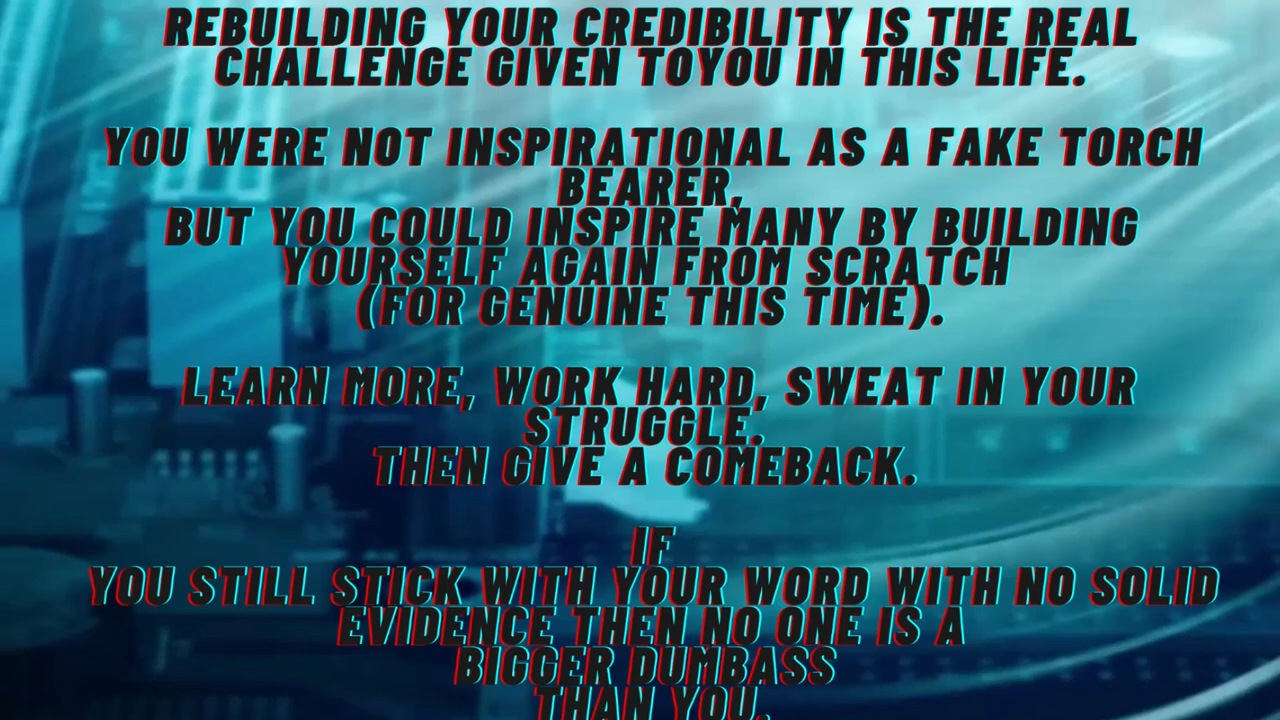 REBUILDING YOUR CREDIBILITY IS THE REAL
CHALLENGE GIVEN TOYOU IN THIS LIFE.
YOU WERE NOT INSPIRATIONAL AS A FAKE TORCH
BEARER,
BUT YOU COULD INSPIRE MANY BY BUILDING
YOURSELF AGAIN FROM SCRATCH
(FOR GENUINE THIS TIME).
LEARN MORE, WORK HARD, SWEAT IN YOUR
STRUGGLE.
THEN GIVE A COMEBACK.
IF
YOU STILL STICK WITH YOUR WORD WITH NO SOLID
EVIDENCE THEN NO ONE IS A
BIGGER DUMBASS
THAN YOU.